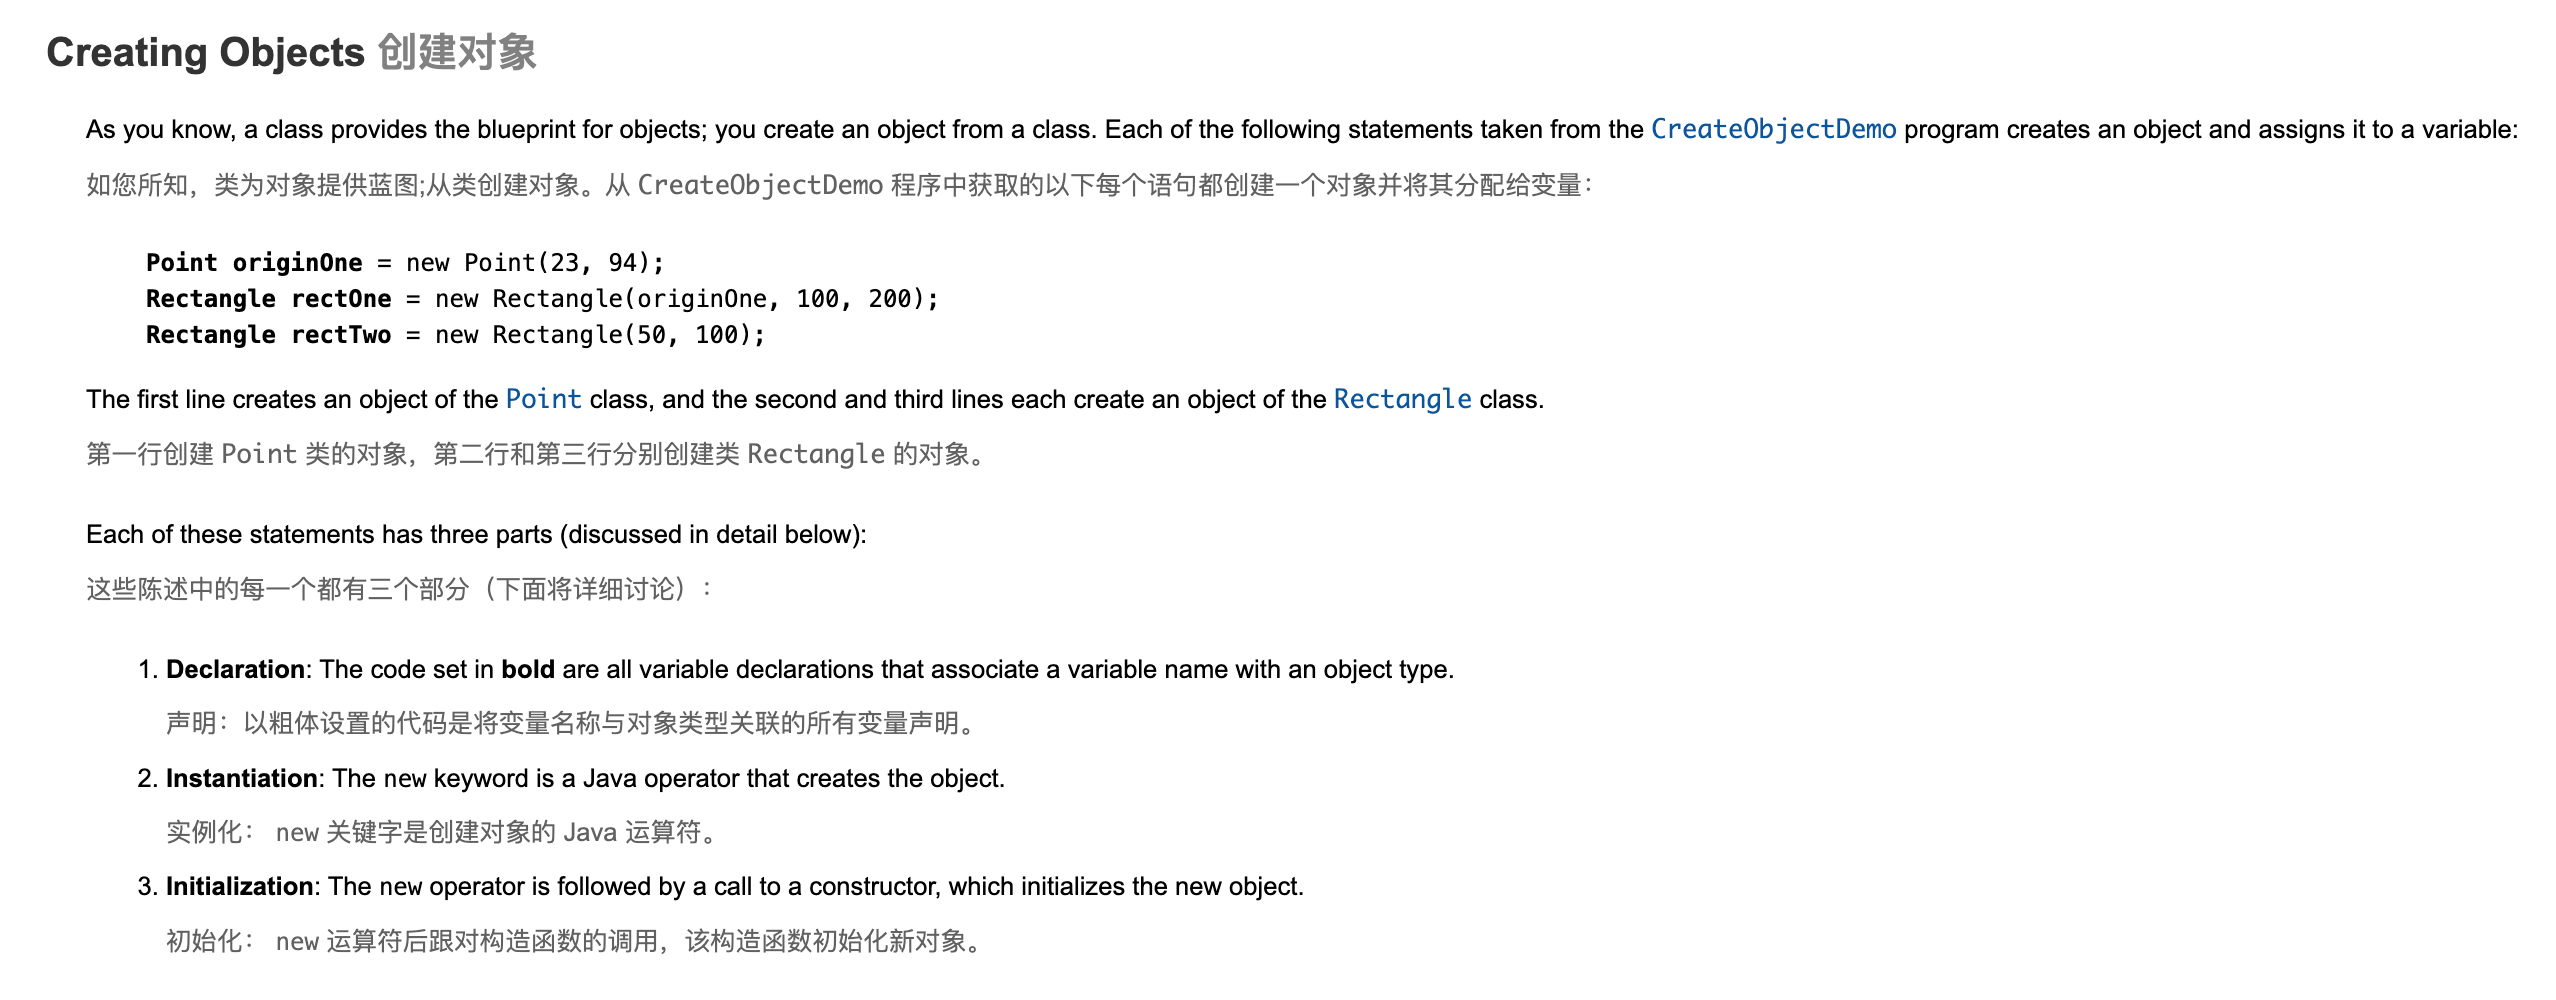 Creating Objects 创建对象
As you know, a class provides the blueprint for objects; you create an object from a class. Each of the following statements taken from the CreateObjectDemo program creates an object and assigns it to a variable:
如您所知，类为对象提供蓝图;从类创建对象。从 CreateObjectDemo 程序中获取的以下每个语句都创建一个对象并将其分配给变量：
Point originOne = new Point(23, 94);
Rectangle rectOne = new Rectangle(originOne, 100, 200);
Rectangle rectTwo = new Rectangle(50, 100);
The first line creates an object of the Point class, and the second and third lines each create an object of the Rectangle class.
第一行创建 Point 类的对象，第二行和第三行分别创建类 Rectangle 的对象。
Each of these statements has three parts (discussed in detail below):
这些陈述中的每一个都有三个部分（下面将详细讨论）：
1. Declaration: The code set in bold are all variable declarations that associate a variable name with an object type.
声明：以粗体设置的代码是将变量名称与对象类型关联的所有变量声明。
2. Instantiation: The new keyword is a Java operator that creates the object.
实例化： new 关键字是创建对象的 Java 运算符。
3. Initialization: The new operator is followed by a call to a constructor, which initializes the new object.
初始化： new 运算符后跟对构造函数的调用，该构造函数初始化新对象。